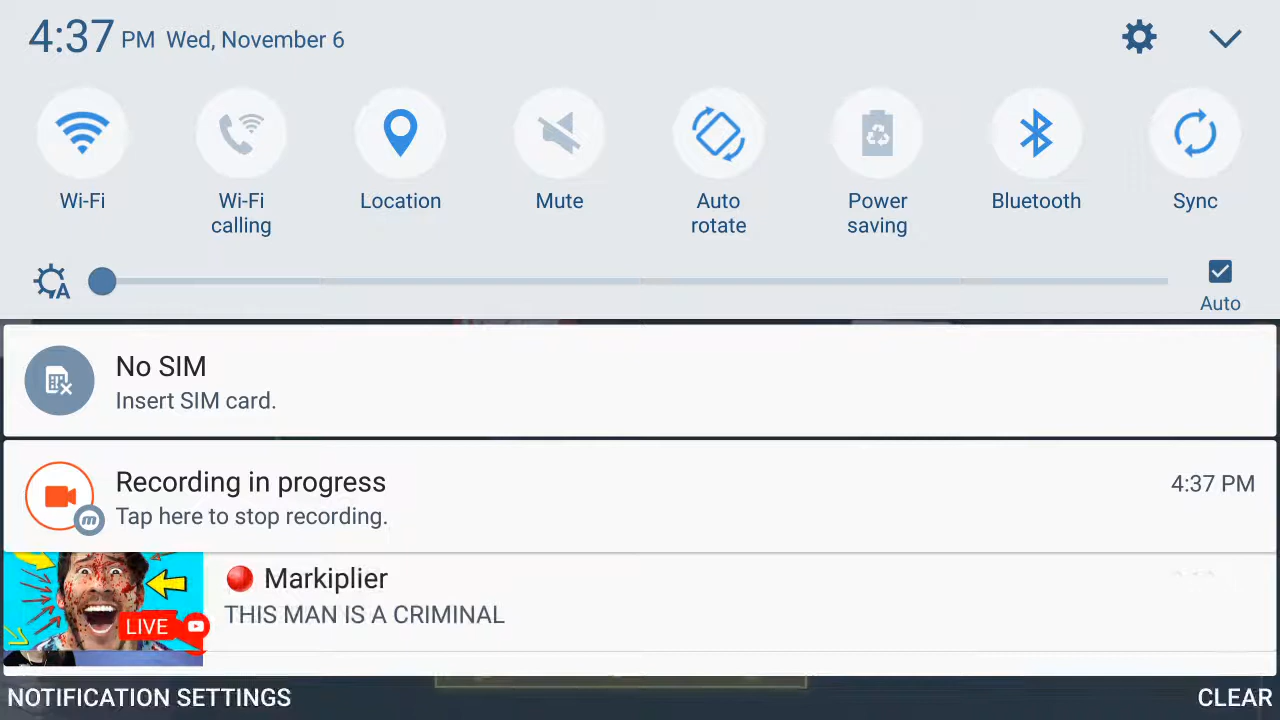 4:37 PM Wed, November 6
Wi-Fi
Wi-Fi
calling
Location
Mute
Auto
rotate
Power
saving
Bluetooth
Sync
A
Auto
No SIM
Insert SIM card.
Recording in progress
4:37 PM
Tap here to stop recording.
m
Markiplier
THIS MAN IS A CRIMINAL
LIVE
NOTIFICATION SETTINGS
CLEAR